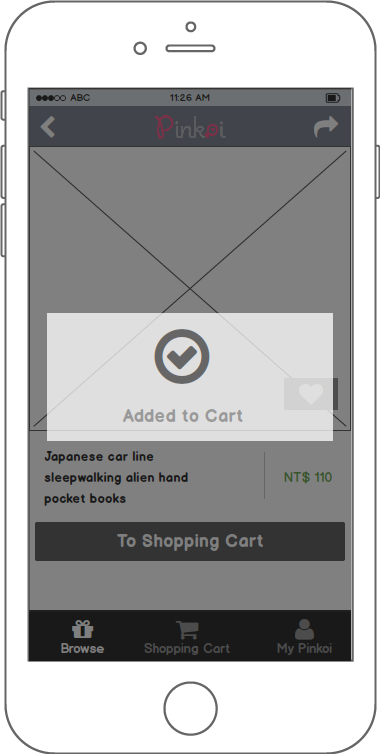 ABC 11:26 AM
Pinkoi
Added to Cart
Japanese car line
sleepwalking alien hand
pocket books
NT$ 110
To Shopping Cart
Browse Shopping Cart My Pinkoi